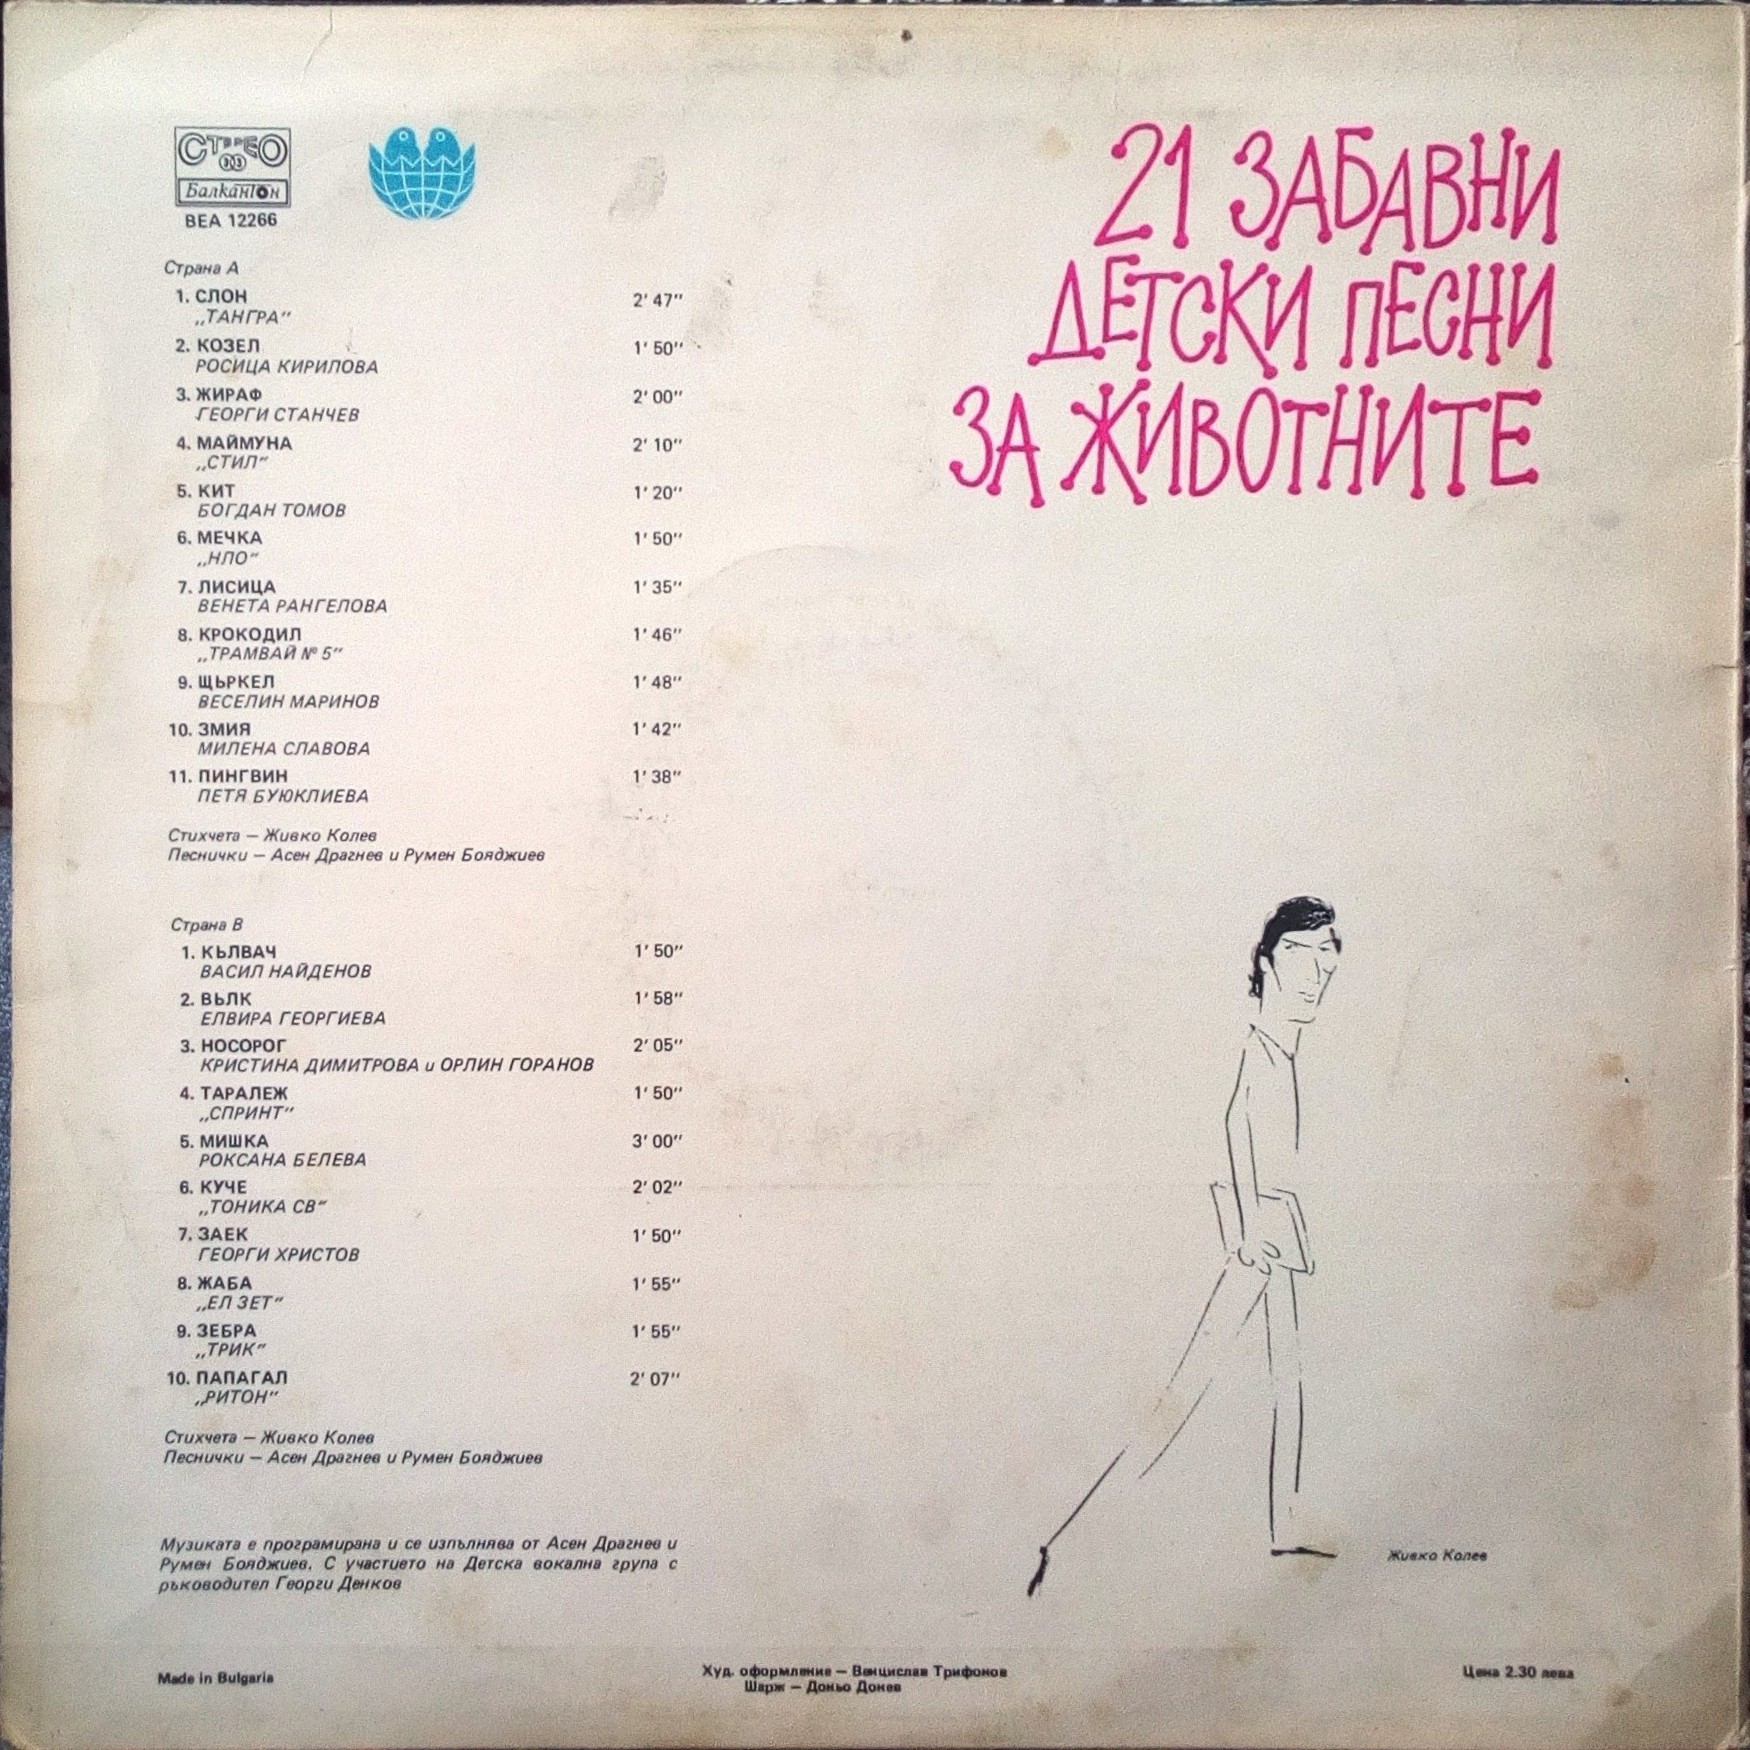 СТЕРЕО
33
Балкантон
ВЕА 12266
21 ЗАБАВНИ
ДЕТСКИ ПЕСНИ
ЗА ЖИВОТНИТЕ
Страна А
1. СЛОН 2' 47"
„ТАНГРА"
2. КОЗЕЛ 1' 50"
РОСИЦА КИРИЛОВА
3. ЖИРАФ 2' 00"
ГЕОРГИ СТАНЧЕВ
4. МАЙМУНА 2' 10"
„СТИЛ"
5. КИТ 1' 20"
БОГДАН ТОМОВ
6. МЕЧКА 1' 50"
„НЛО"
7. ЛИСИЦА 1' 35"
ВЕНЕТА РАНГЕЛОВА
8. КРОКОДИЛ 1' 46"
„ТРАМВАЙ № 5"
9. ЩЪРКЕЛ 1' 48"
ВЕСЕЛИН МАРИНОВ
10. ЗМИЯ 1' 42"
МИЛЕНА СЛАВОВА
11. ПИНГВИН 1' 38"
ПЕТЯ БУЮКЛИЕВА
Стихчета — Живко Колев
Песнички — Асен Драгнев и Румен Бояджиев
Страна В
1. КЪЛВАЧ 1' 50"
ВАСИЛ НАЙДЕНОВ
2. ВЪЛК 1' 58"
ЕЛВИРА ГЕОРГИЕВА
3. НОСОРОГ 2' 05"
КРИСТИНА ДИМИТРОВА и ОРЛИН ГОРАНОВ
4. ТАРАЛЕЖ 1' 50"
„СПРИНТ"
5. МИШКА 3' 00"
РОКСАНА БЕЛЕВА
6. КУЧЕ 2' 02"
„ТОНИКА СВ"
7. ЗАЕК 1' 50"
ГЕОРГИ ХРИСТОВ
8. ЖАБА 1' 55"
„ЕЛ ЗЕТ"
9. ЗЕБРА 1' 55"
„ТРИК"
10. ПАПАГАЛ 2' 07"
„РИТОН"
Стихчета — Живко Колев
Песнички — Асен Драгнев и Румен Бояджиев
Музиката е програмирана и се изпълнява от Асен Драгнев и
Румен Бояджиев. С участието на Детска вокална група с
ръководител Георги Денков
Живко Колев
Made in Bulgaria
Худ. оформление — Венцислав Трифонов
Шарж — Доньо Донев
Цена 2.30 лева